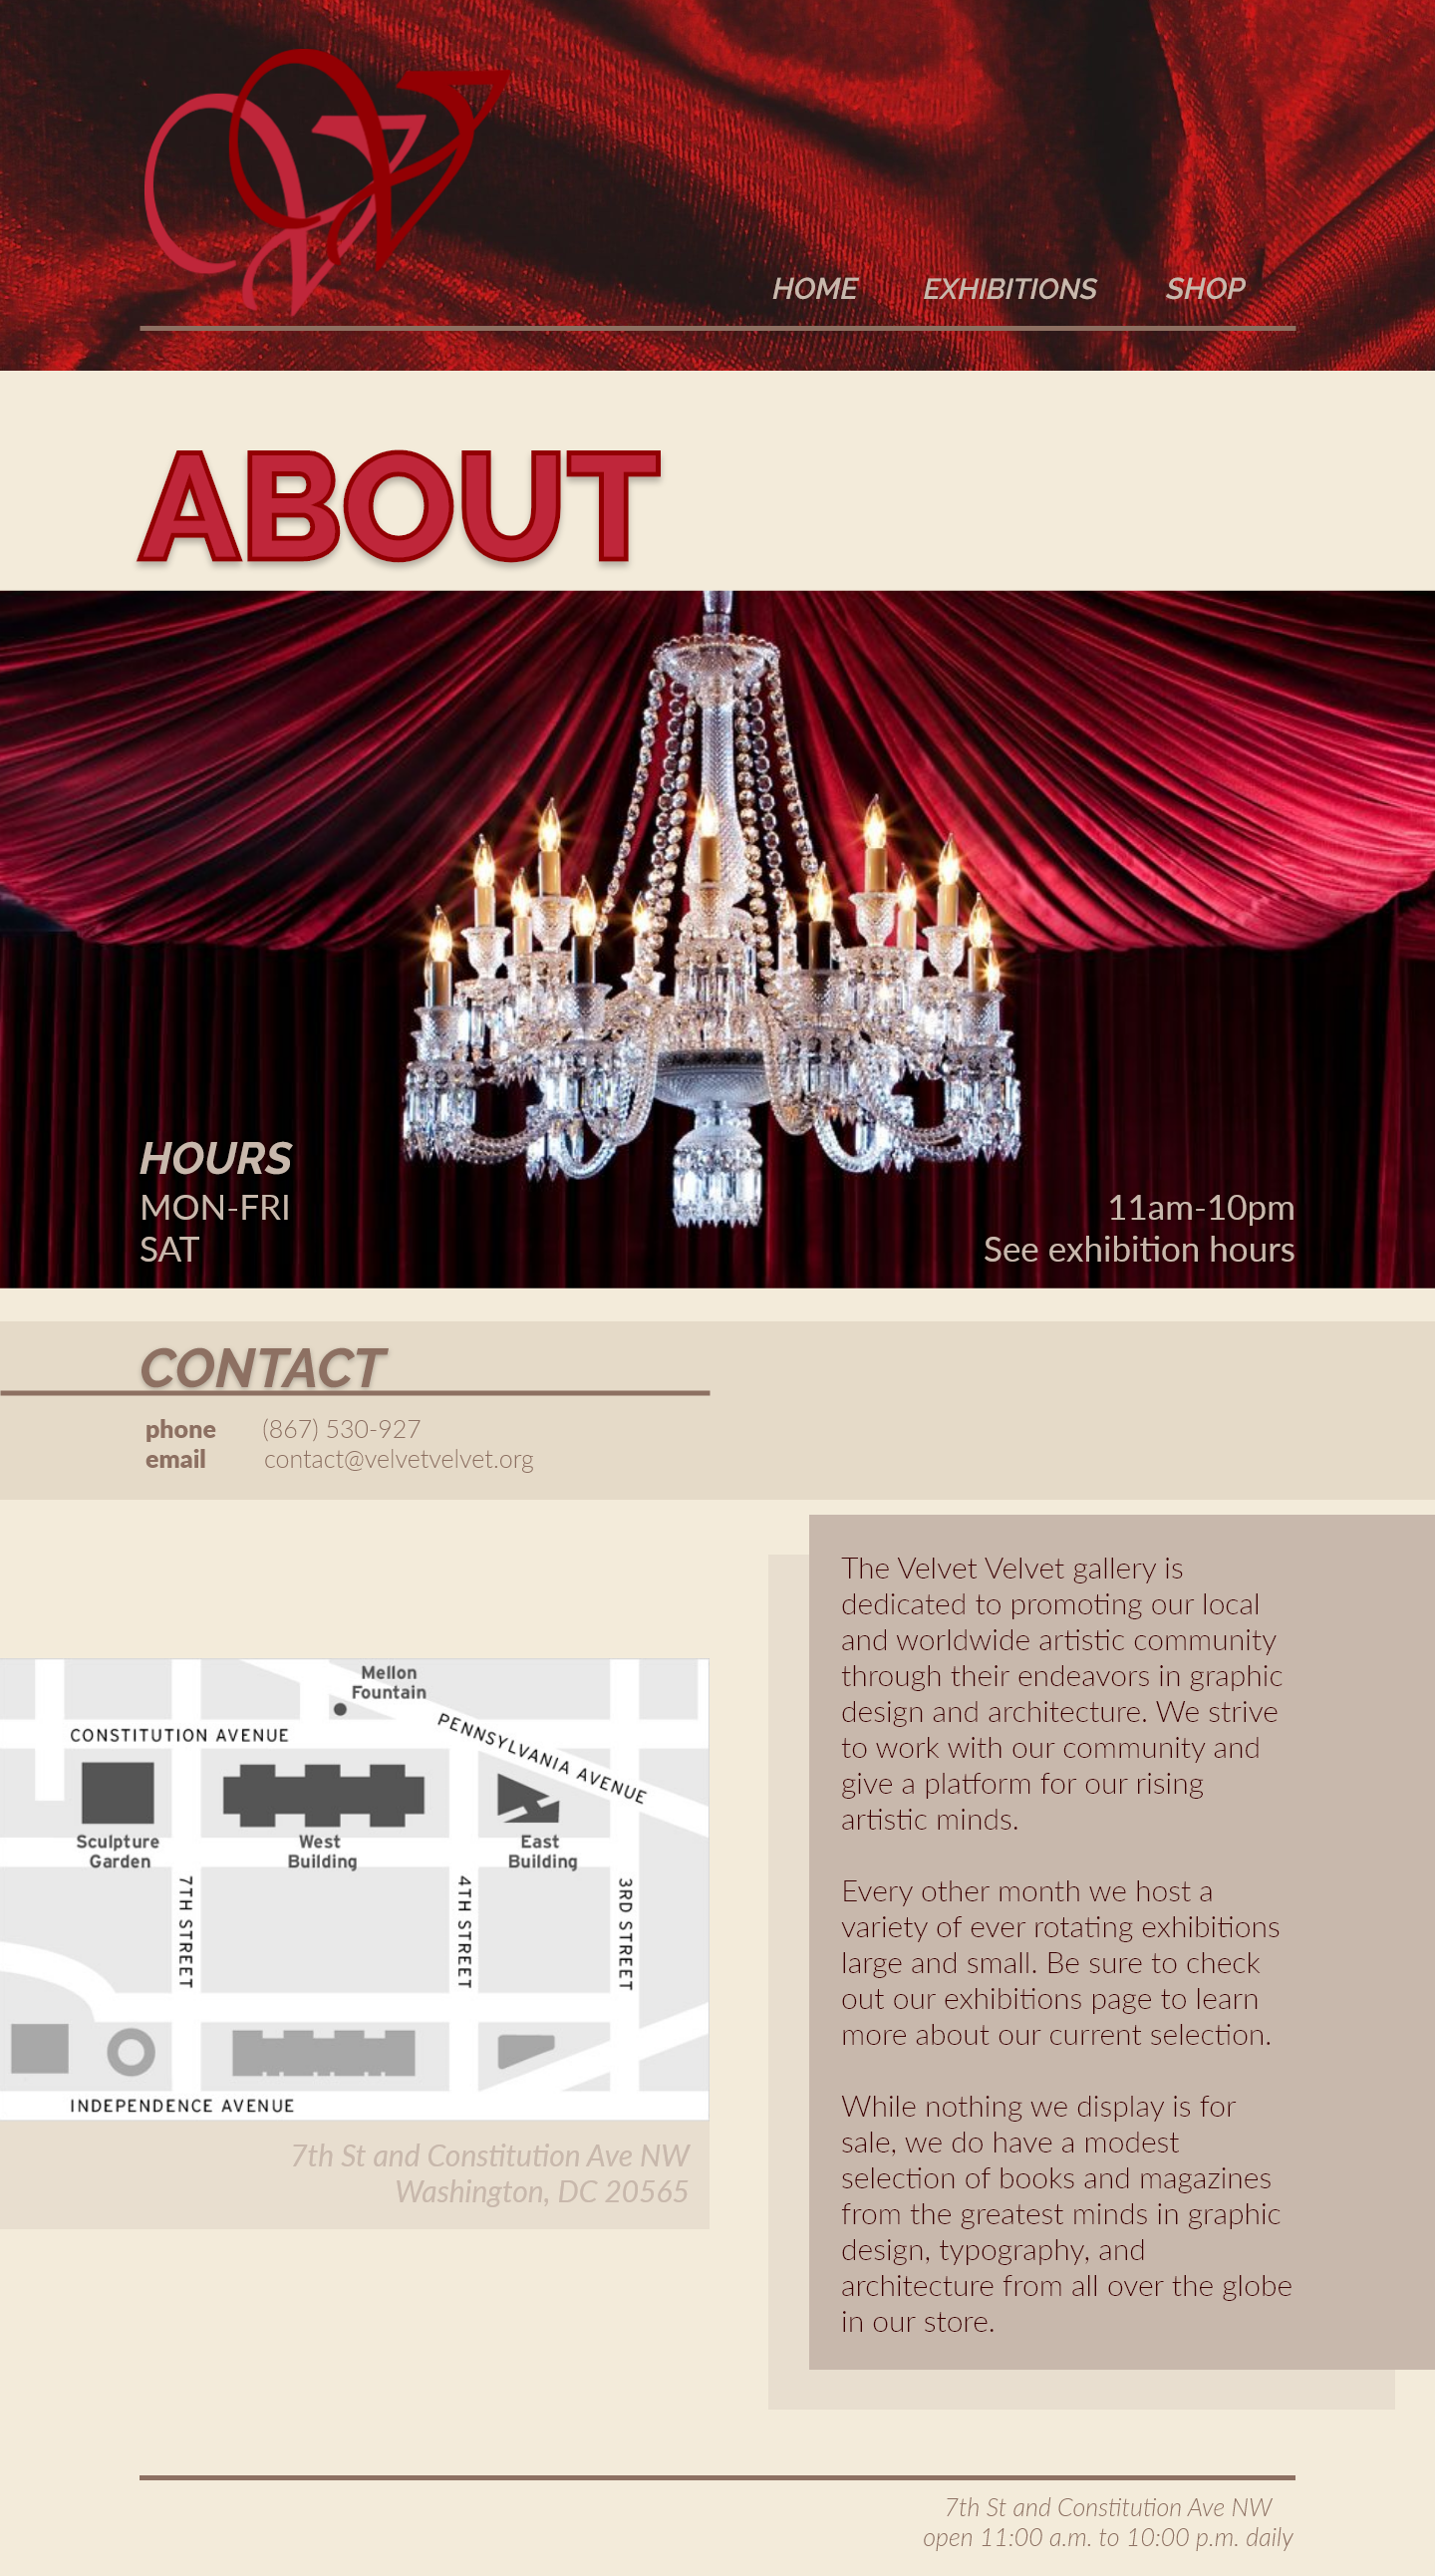 VV
HOME EXHIBITIONS SHOP
ABOUT
HOURS
MON-FRI 11am-10pm
SAT See exhibition hours
CONTACT
phone (867) 530-927
email contact@velvetvelvet.org
The Velvet Velvet gallery is
dedicated to promoting our local
and worldwide artistic community
through their endeavors in graphic
design and architecture. We strive
to work with our community and
give a platform for our rising
artistic minds.
Every other month we host a
variety of ever rotating exhibitions
large and small. Be sure to check
out our exhibitions page to learn
more about our current selection.
While nothing we display is for
sale, we do have a modest
selection of books and magazines
from the greatest minds in graphic
design, typography, and
architecture from all over the globe
in our store.
Mellon
Fountain
CONSTITUTION AVENUE
PENNSYLVANIA AVENUE
Sculpture
Garden
West
Building
East
Building
7TH STREET
4TH STREET
3RD STREET
INDEPENDENCE AVENUE
7th St and Constitution Ave NW
Washington, DC 20565
7th St and Constitution Ave NW
open 11:00 a.m. to 10:00 p.m. daily